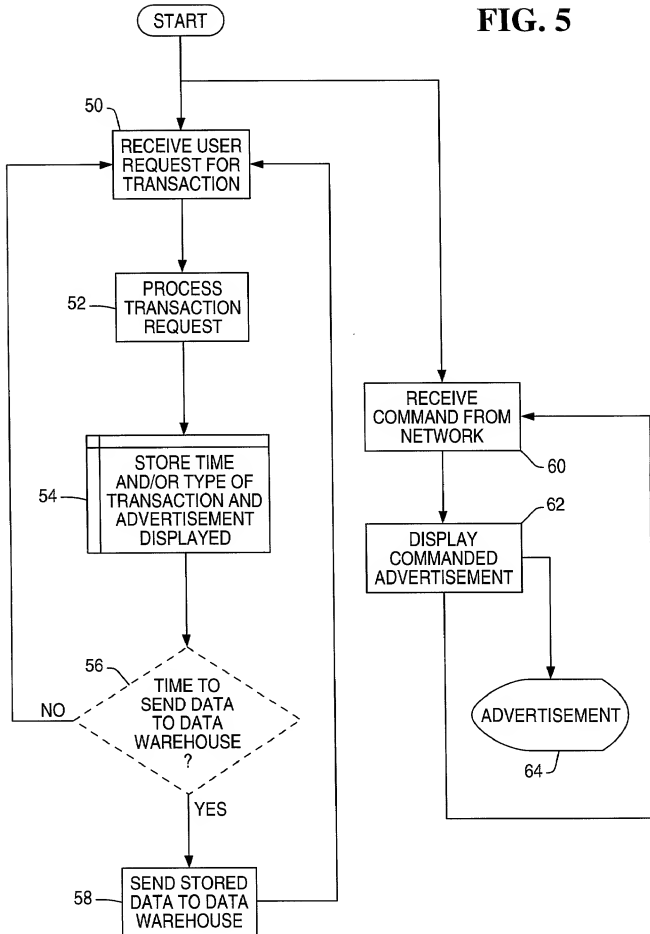 FIG. 5
START
50
RECEIVE USER
REQUEST FOR
TRANSACTION
52
PROCESS
TRANSACTION
REQUEST
54
STORE TIME
AND/OR TYPE OF
TRANSACTION AND
ADVERTISEMENT
DISPLAYED
56
TIME TO
SEND DATA
TO DATA
WAREHOUSE
?
NO
YES
58
SEND STORED
DATA TO DATA
WAREHOUSE
RECEIVE
COMMAND FROM
NETWORK
60
62
DISPLAY
COMMANDED
ADVERTISEMENT
ADVERTISEMENT
64